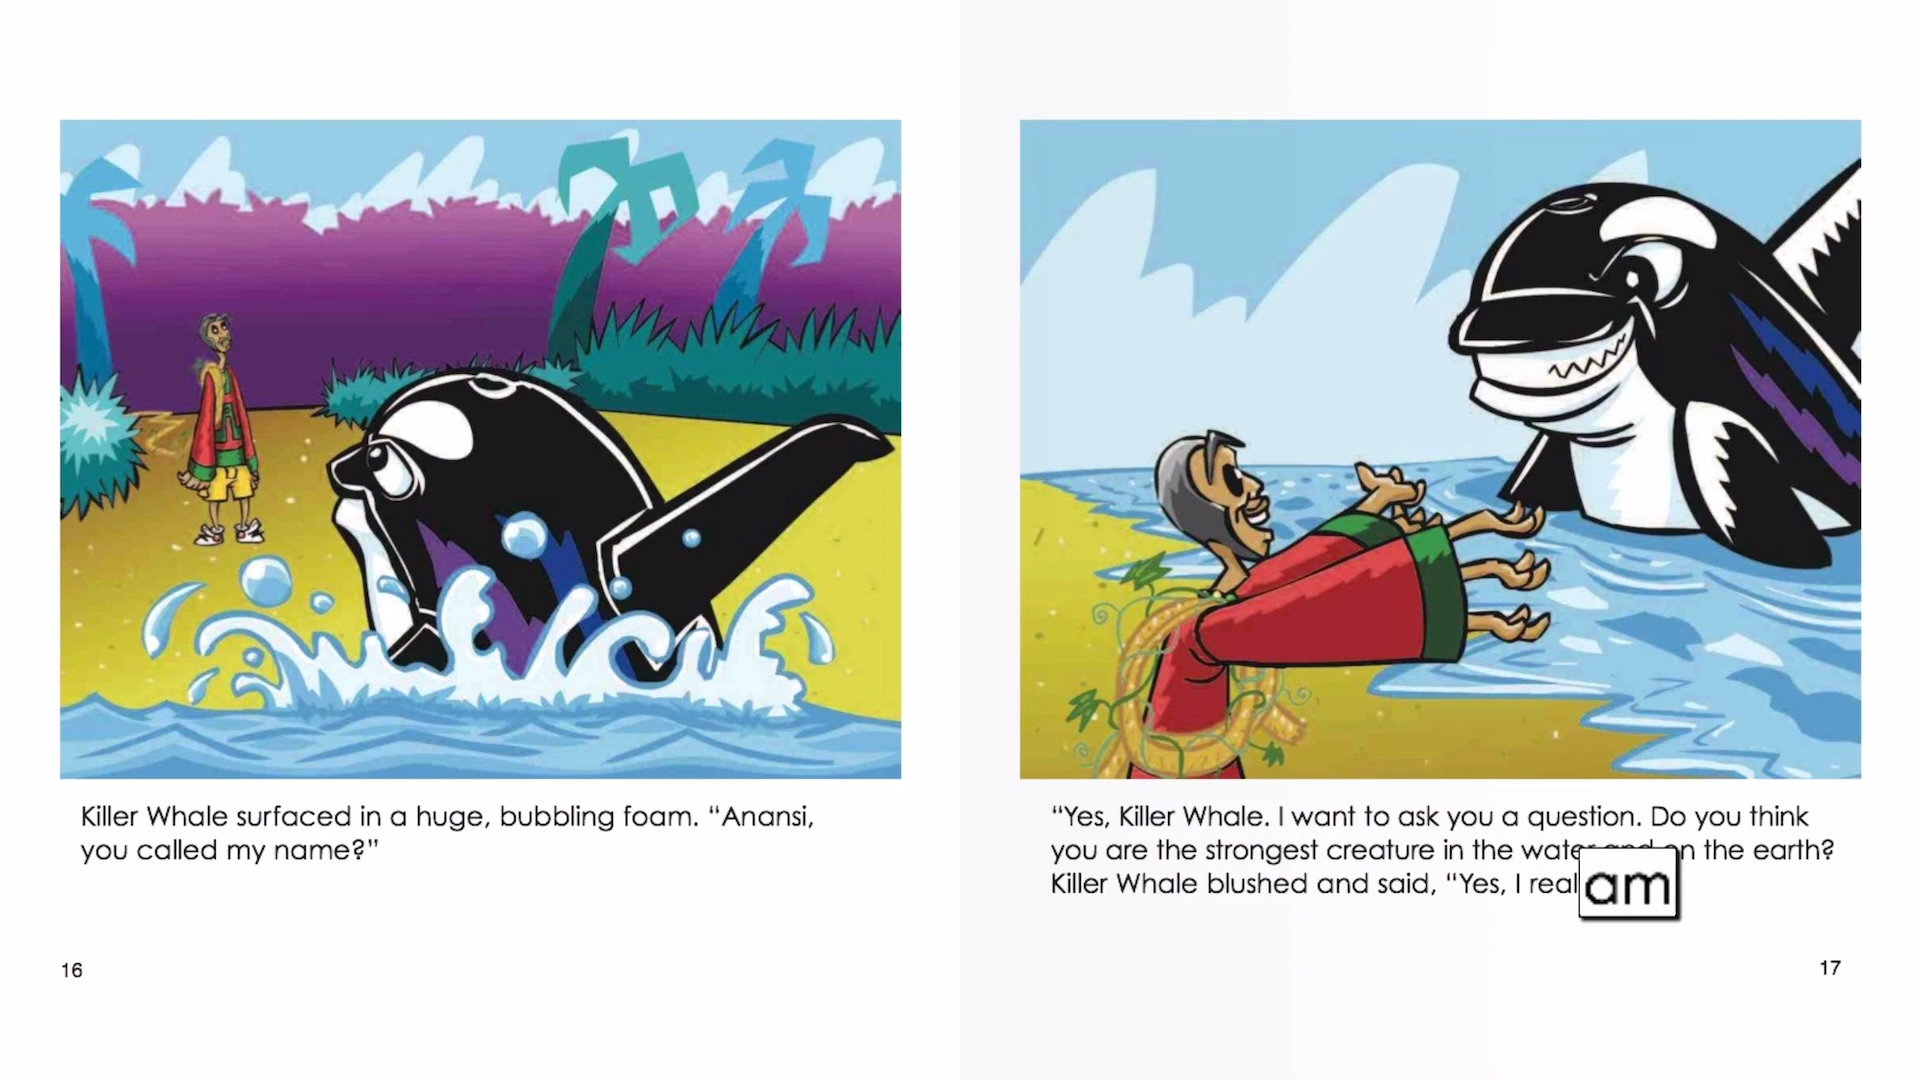 Killer Whale surfaced in a huge, bubbling foam. “Anansi,
you called my name?”
16
“Yes, Killer Whale. I want to ask you a question. Do you think
you are the strongest creature in the the earth?
Killer Whale blushed and said, “Yes, I am
17